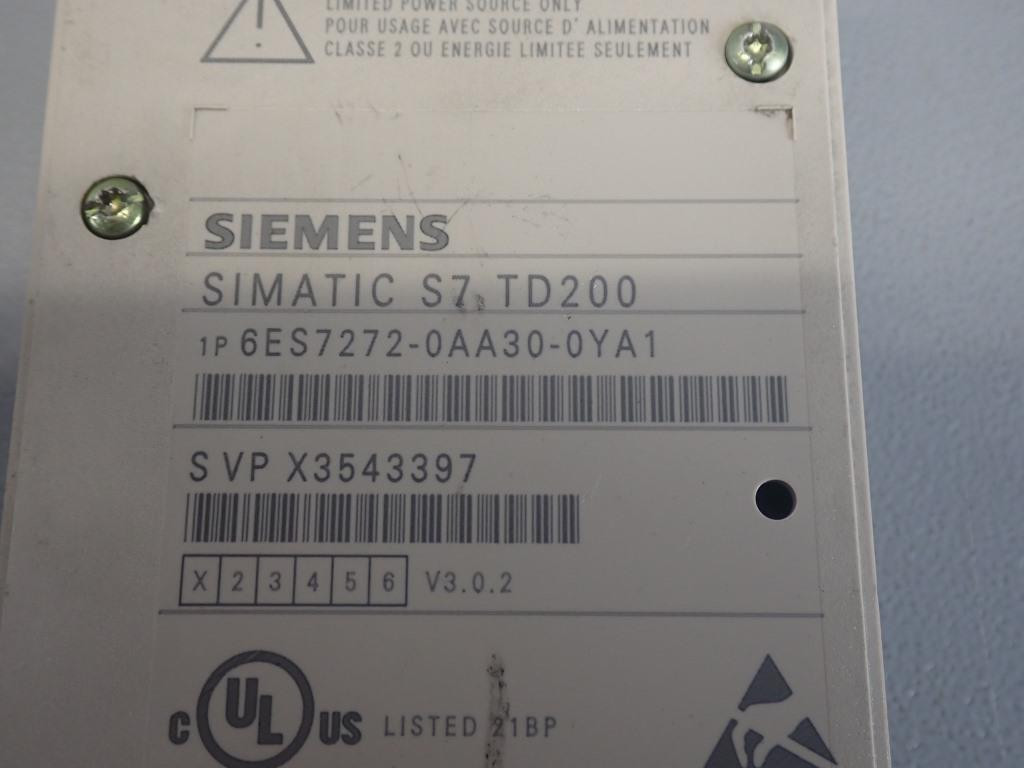 LIMITED POWER SOURCE ONLY
POUR USAGE AVEC SOURCE D' ALIMENTATION
CLASSE 2 OU ENERGIE LIMITEE SEULEMENT
SIEMENS
SIMATIC S7 TD200
1P 6ES7272-0AA30-0YA1
S VP X3543397
X 2 3 4 5 6 V3.0.2
C UL US LISTED 21BP